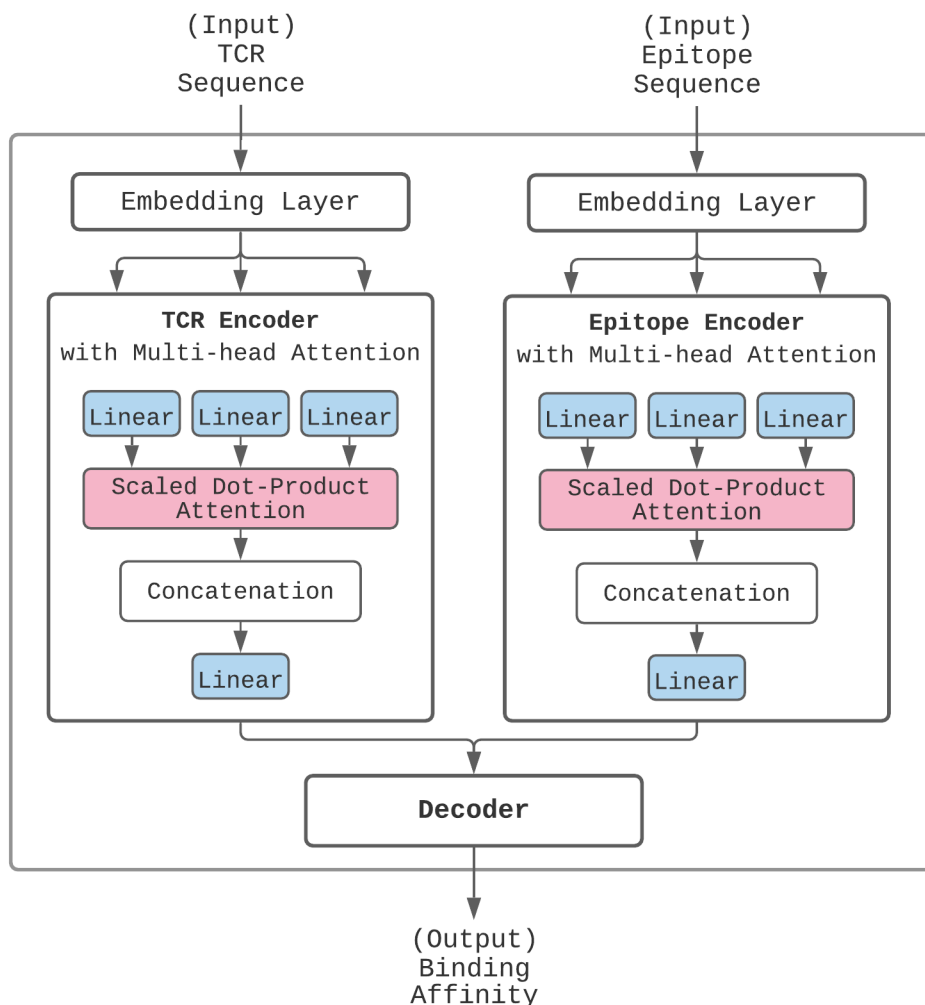 (Input)
TCR
Sequence
(Input)
Epitope
Sequence
Embedding Layer
Embedding Layer
TCR Encoder
with Multi-head Attention
Linear
Linear
Linear
Scaled Dot-Product
Attention
Concatenation
Linear
Epitope Encoder
with Multi-head Attention
Linear
Linear
Linear
Scaled Dot-Product
Attention
Concatenation
Linear
Decoder
(Output)
Binding
Affinity